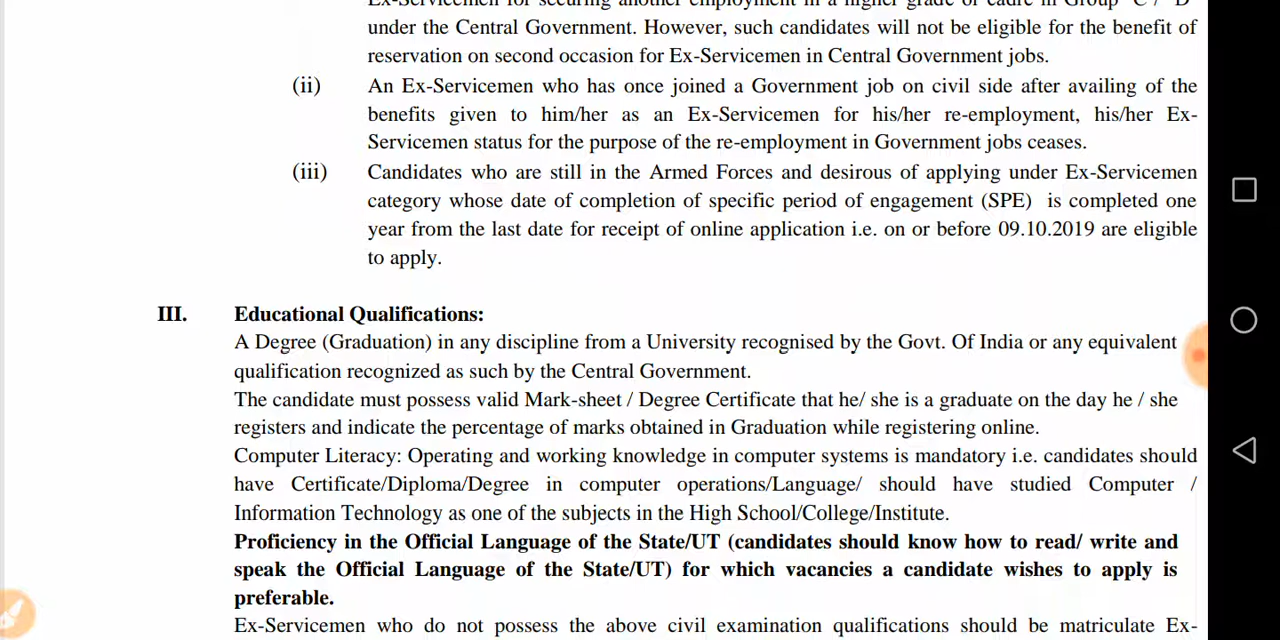 Ex-Servicemen for securing another employment in a higher grade or cadre in Group 'C'/ 'D'
under the Central Government. However, such candidates will not be eligible for the benefit of
reservation on second occasion for Ex-Servicemen in Central Government jobs.
(ii) An Ex-Servicemen who has once joined a Government job on civil side after availing of the
benefits given to him/her as an Ex-Servicemen for his/her re-employment, his/her Ex-
Servicemen status for the purpose of the re-employment in Government jobs ceases.
(iii) Candidates who are still in the Armed Forces and desirous of applying under Ex-Servicemen
category whose date of completion of specific period of engagement (SPE) is completed one
year from the last date for receipt of online application i.e. on or before 09.10.2019 are eligible
to apply.
III. Educational Qualifications:
A Degree (Graduation) in any discipline from a University recognised by the Govt. Of India or any equivalent
qualification recognized as such by the Central Government.
The candidate must possess valid Mark-sheet / Degree Certificate that he/ she is a graduate on the day he / she
registers and indicate the percentage of marks obtained in Graduation while registering online.
Computer Literacy: Operating and working knowledge in computer systems is mandatory i.e. candidates should
have Certificate/Diploma/Degree in computer operations/Language/ should have studied Computer /
Information Technology as one of the subjects in the High School/College/Institute.
Proficiency in the Official Language of the State/UT (candidates should know how to read/ write and
speak the Official Language of the State/UT) for which vacancies a candidate wishes to apply is
preferable.
Ex-Servicemen who do not possess the above civil examination qualifications should be matriculate Ex-